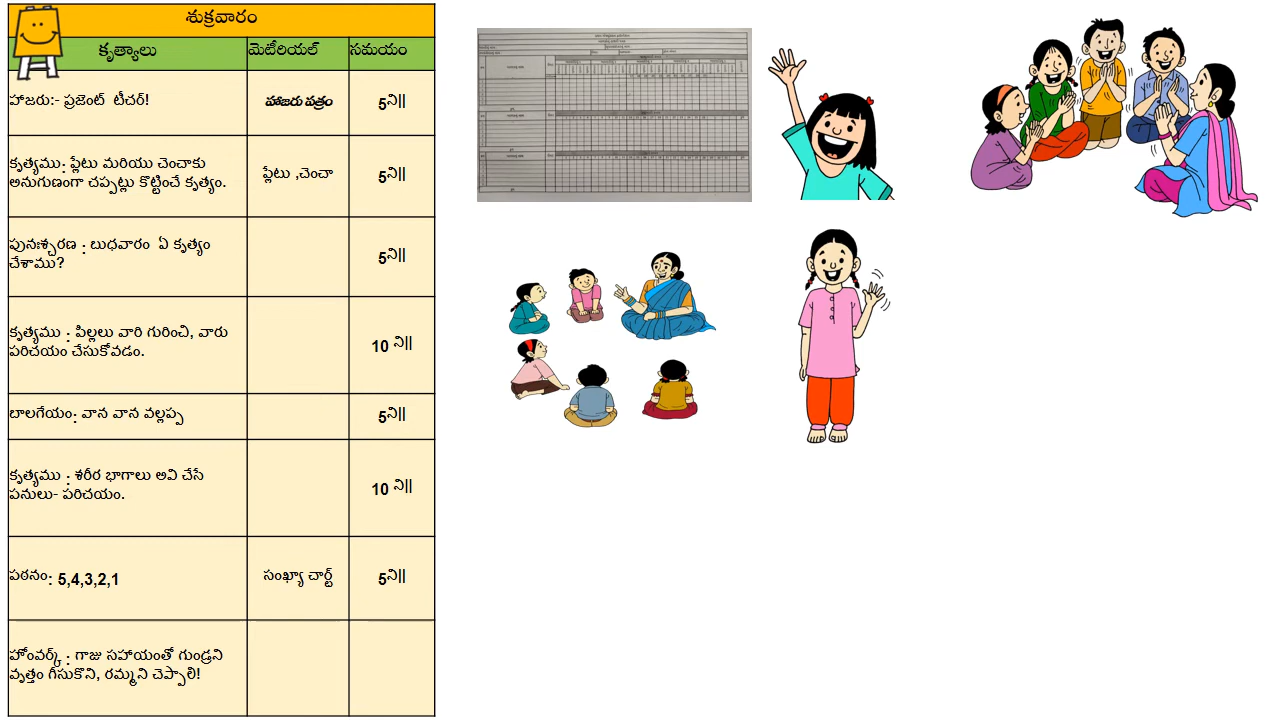 శుక్రవారం
కృత్యాలు మెటీరియల్ సమయం
హాజరు:- ప్రజెంట్ టీచర్! హాజరు పత్రం 5ని||
కృత్యము: ప్లేటు మరియు చెంచాకు
అనుగుణంగా చప్పట్లు కొట్టించే కృత్యం. ప్లేటు ,చెంచా 5ని||
పునఃశ్చరణ : బుధవారం ఏ కృత్యం
చేశాము? 5ని||
కృత్యము : పిల్లలు వారి గురించి, వారు
పరిచయం చేసుకోవడం. 10 ని||
బాలగేయం: వాన వాన వల్లప్ప 5ని||
కృత్యము : శరీర భాగాలు అవి చేసే
పనులు- పరిచయం. 10 ని||
పఠనం: 5,4,3,2,1 సంఖ్యా చార్ట్ 5ని||
హోంవర్క్ : గాజు సహాయంతో గుండ్రని
వృత్తం గీసుకొని, రమ్మని చెప్పాలి!